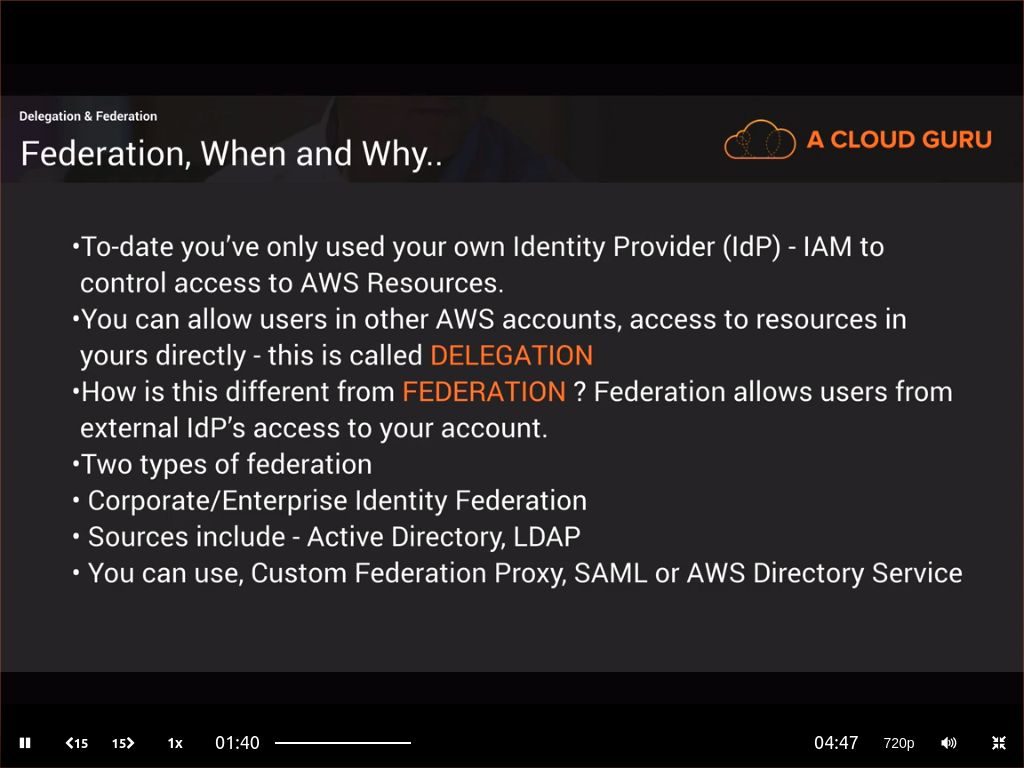 Delegation & Federation
Federation, When and Why..
A CLOUD GURU
•To-date you’ve only used your own Identity Provider (IdP) - IAM to
control access to AWS Resources.
•You can allow users in other AWS accounts, access to resources in
yours directly - this is called DELEGATION
•How is this different from FEDERATION ? Federation allows users from
external IdP’s access to your account.
•Two types of federation
• Corporate/Enterprise Identity Federation
• Sources include - Active Directory, LDAP
• You can use, Custom Federation Proxy, SAML or AWS Directory Service
15 15 1x 01:40 04:47 720p